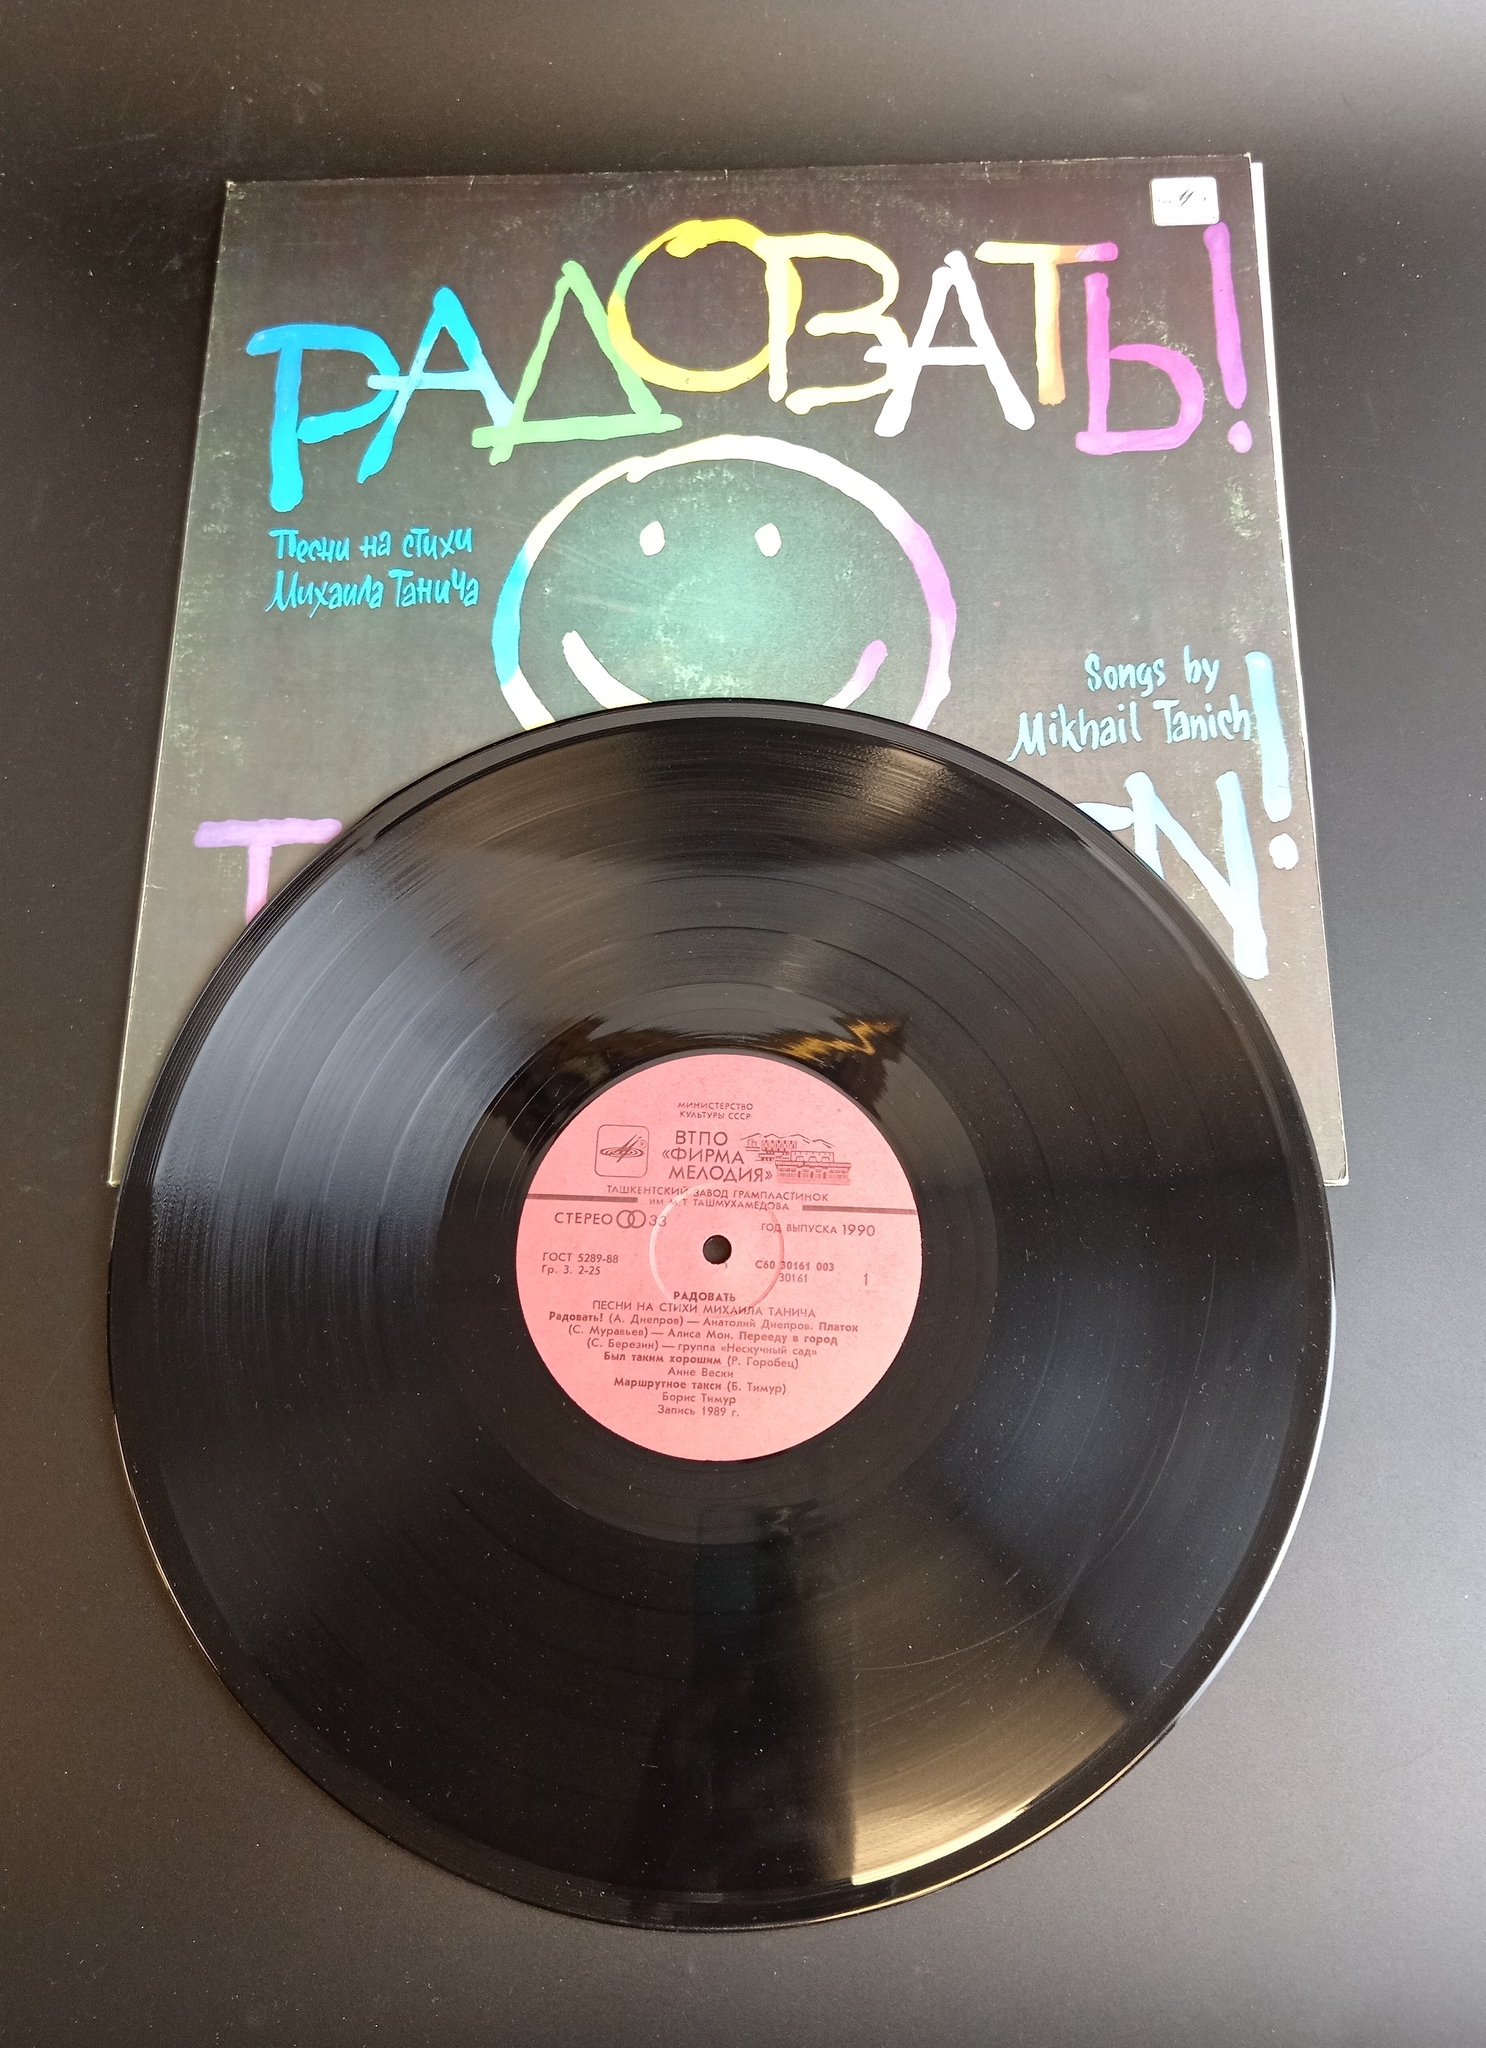 РАДОВАТЬ!
Песни на стихи
Михаила Танича
Songs by
Mikhail Tanich
МИНИСТЕРСТВО
КУЛЬТУРЫ СССР
ВТПО
«ФИРМА
МЕЛОДИЯ»
ТАШКЕНТСКИЙ ЗАВОД ГРАМПЛАСТИНОК
ИМ. М.Т. ТАШМУХАМЕДОВА
СТЕРЕО 33
ГОД ВЫПУСКА 1990
ГОСТ 5289-88
Гр. 3. 2-25
С60 30161 003
30161
1
РАДОВАТЬ
ПЕСНИ НА СТИХИ МИХАИЛА ТАНИЧА
Радовать! (А. Днепров) — Анатолий Днепров. Платок
(С. Муравьев) — Алиса Мон. Перееду в город
(С. Березин) — группа «Нескучный сад»
Был таким хорошим (Р. Горобец)
Анне Вески
Маршрутное такси (Б. Тимур)
Борис Тимур
Запись 1989 г.